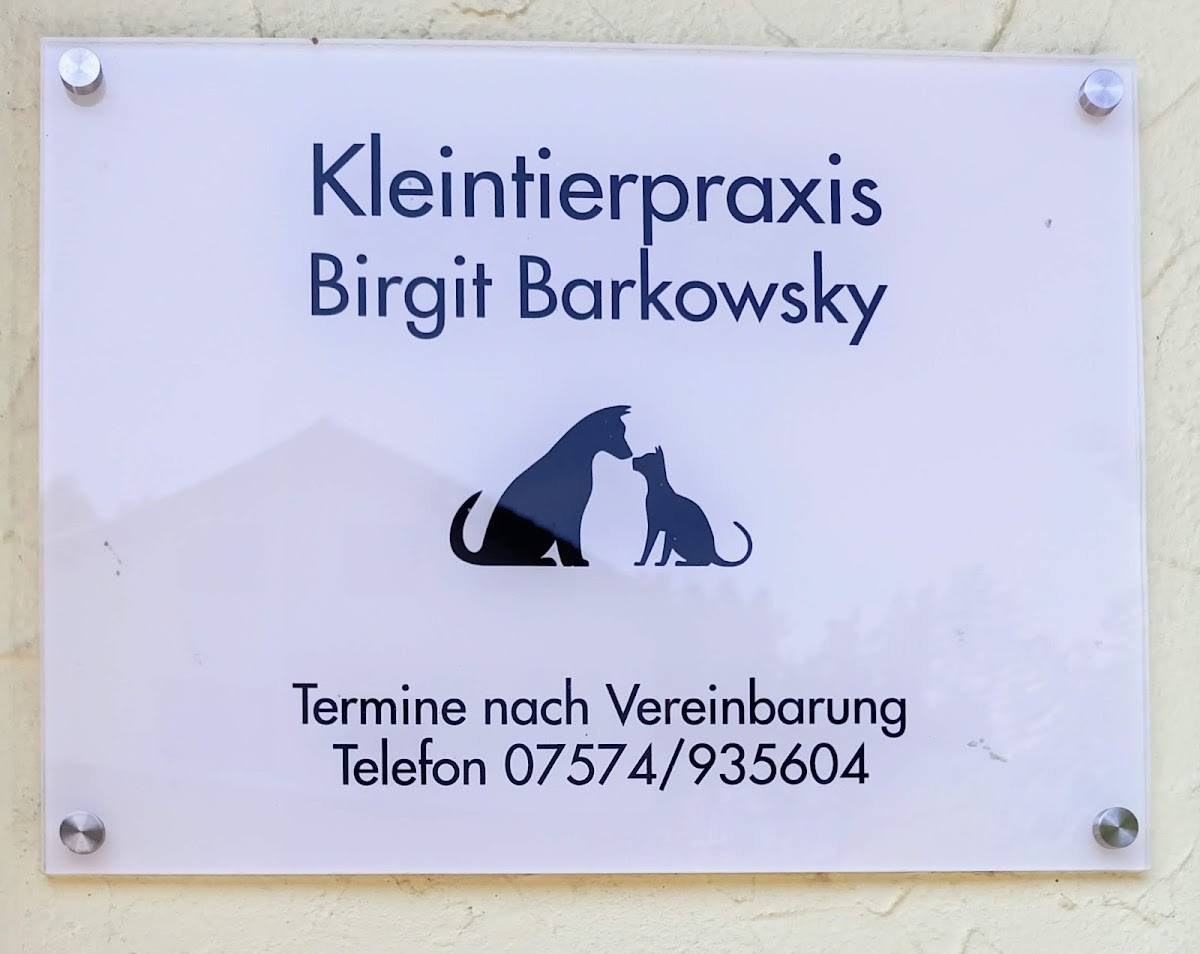 Kleintierpraxis
Birgit Barkowsky
Termine nach Vereinbarung
Telefon 07574/935604